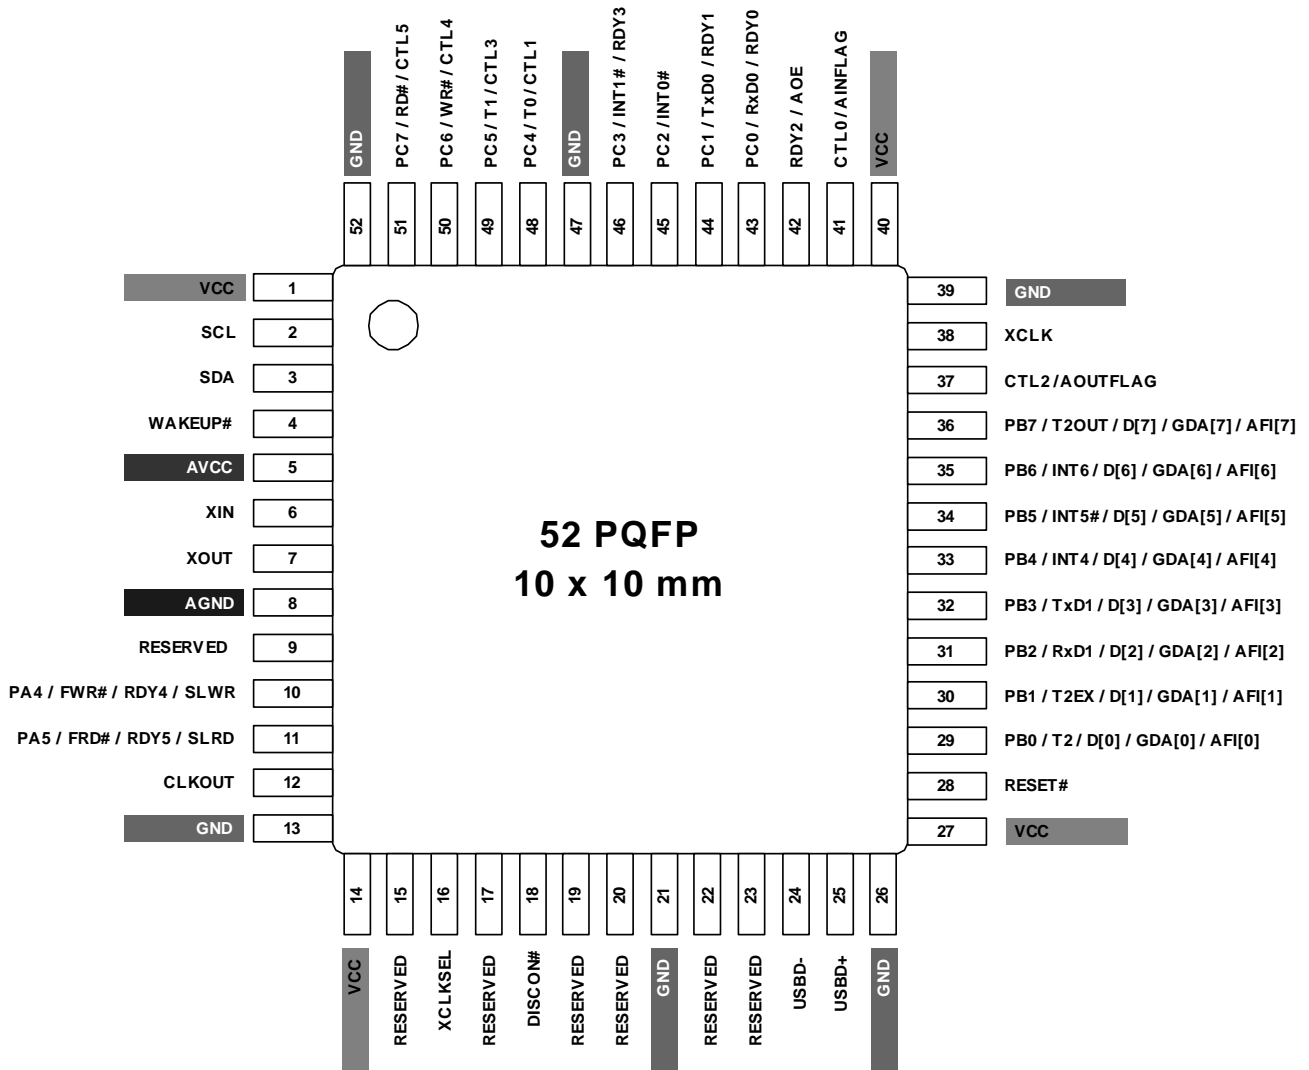 GND
PC7 / RD# / CTL5
PC6 / WR# / CTL4
PC5 / T1 / CTL3
PC4 / T0 / CTL1
GND
PC3 / INT1# / RDY3
PC2 / INT0#
PC1 / TxD0 / RDY1
PC0 / RxD0 / RDY0
RDY2 / AOE
CTL0/AINFLAG
VCC
52
51
50
49
48
47
46
45
44
43
42
41
40
VCC 1
SCL 2
SDA 3
WAKEUP# 4
AVCC 5
XIN 6
XOUT 7
AGND 8
RESERVED 9
PA4 / FWR# / RDY4 / SLWR 10
PA5 / FRD# / RDY5 / SLRD 11
CLKOUT 12
GND 13
52 PQFP
10 x 10 mm
39 GND
38 XCLK
37 CTL2/AOUTFLAG
36 PB7 / T2OUT / D[7] / GDA[7] / AFI[7]
35 PB6 / INT6 / D[6] / GDA[6] / AFI[6]
34 PB5 / INT5# / D[5] / GDA[5] / AFI[5]
33 PB4 / INT4 / D[4] / GDA[4] / AFI[4]
32 PB3 / TxD1 / D[3] / GDA[3] / AFI[3]
31 PB2 / RxD1 / D[2] / GDA[2] / AFI[2]
30 PB1 / T2EX / D[1] / GDA[1] / AFI[1]
29 PB0 / T2 / D[0] / GDA[0] / AFI[0]
28 RESET#
27 VCC
14
15
16
17
18
19
20
21
22
23
24
25
26
VCC
RESERVED
XCLKSEL
RESERVED
DISCON#
RESERVED
RESERVED
GND
RESERVED
RESERVED
USBD-
USBD+
GND